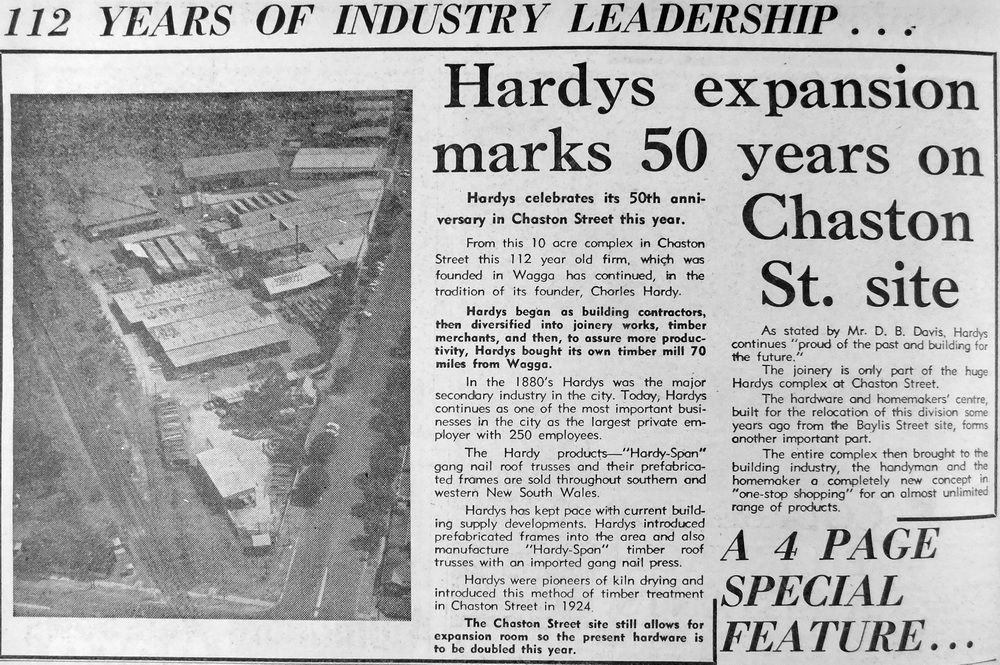 112 YEARS OF INDUSTRY LEADERSHIP . . .
Hardys expansion
marks 50 years on
Chaston
St. site
Hardys celebrates its 50th anni-
versary in Chaston Street this year.
From this 10 acre complex in Chaston
Street this 112 year old firm, which was
founded in Wagga has continued, in the
tradition of its founder, Charles Hardy.
Hardys began as building contractors,
then diversified into joinery works, timber
merchants, and then, to assure more produc-
tivity, Hardys bought its own timber mill 70
miles from Wagga.
In the 1880's Hardys was the major
secondary industry in the city. Today, Hardys
continues as one of the most important busi-
nesses in the city as the largest private em-
ployer with 250 employees.
The Hardy products—"Hardy-Span"
gang nail roof trusses and their prefabrica-
ted frames are sold throughout southern and
western New South Wales.
Hardys has kept pace with current build-
ing supply developments. Hardys introduced
prefabricated frames into the area and also
manufacture "Hardy-Span" timber roof
trusses with an imported gang nail press.
Hardys were pioneers of kiln drying and
introduced this method of timber treatment
in Chaston Street in 1924.
The Chaston Street site still allows for
expansion room so the present hardware is
to be doubled this year.
As stated by Mr. D. B. Davis, Hardys
continues "proud of the past and building for
the future."
The joinery is only part of the huge
Hardys complex at Chaston Street.
The hardware and homemakers' centre,
built for the relocation of this division some
years ago from the Baylis Street site, forms
another important part.
The entire complex then brought to the
building industry, the handyman and the
homemaker a completely new concept in
"one-stop shopping" for an almost unlimited
range of products.
A 4 PAGE
SPECIAL
FEATURE...